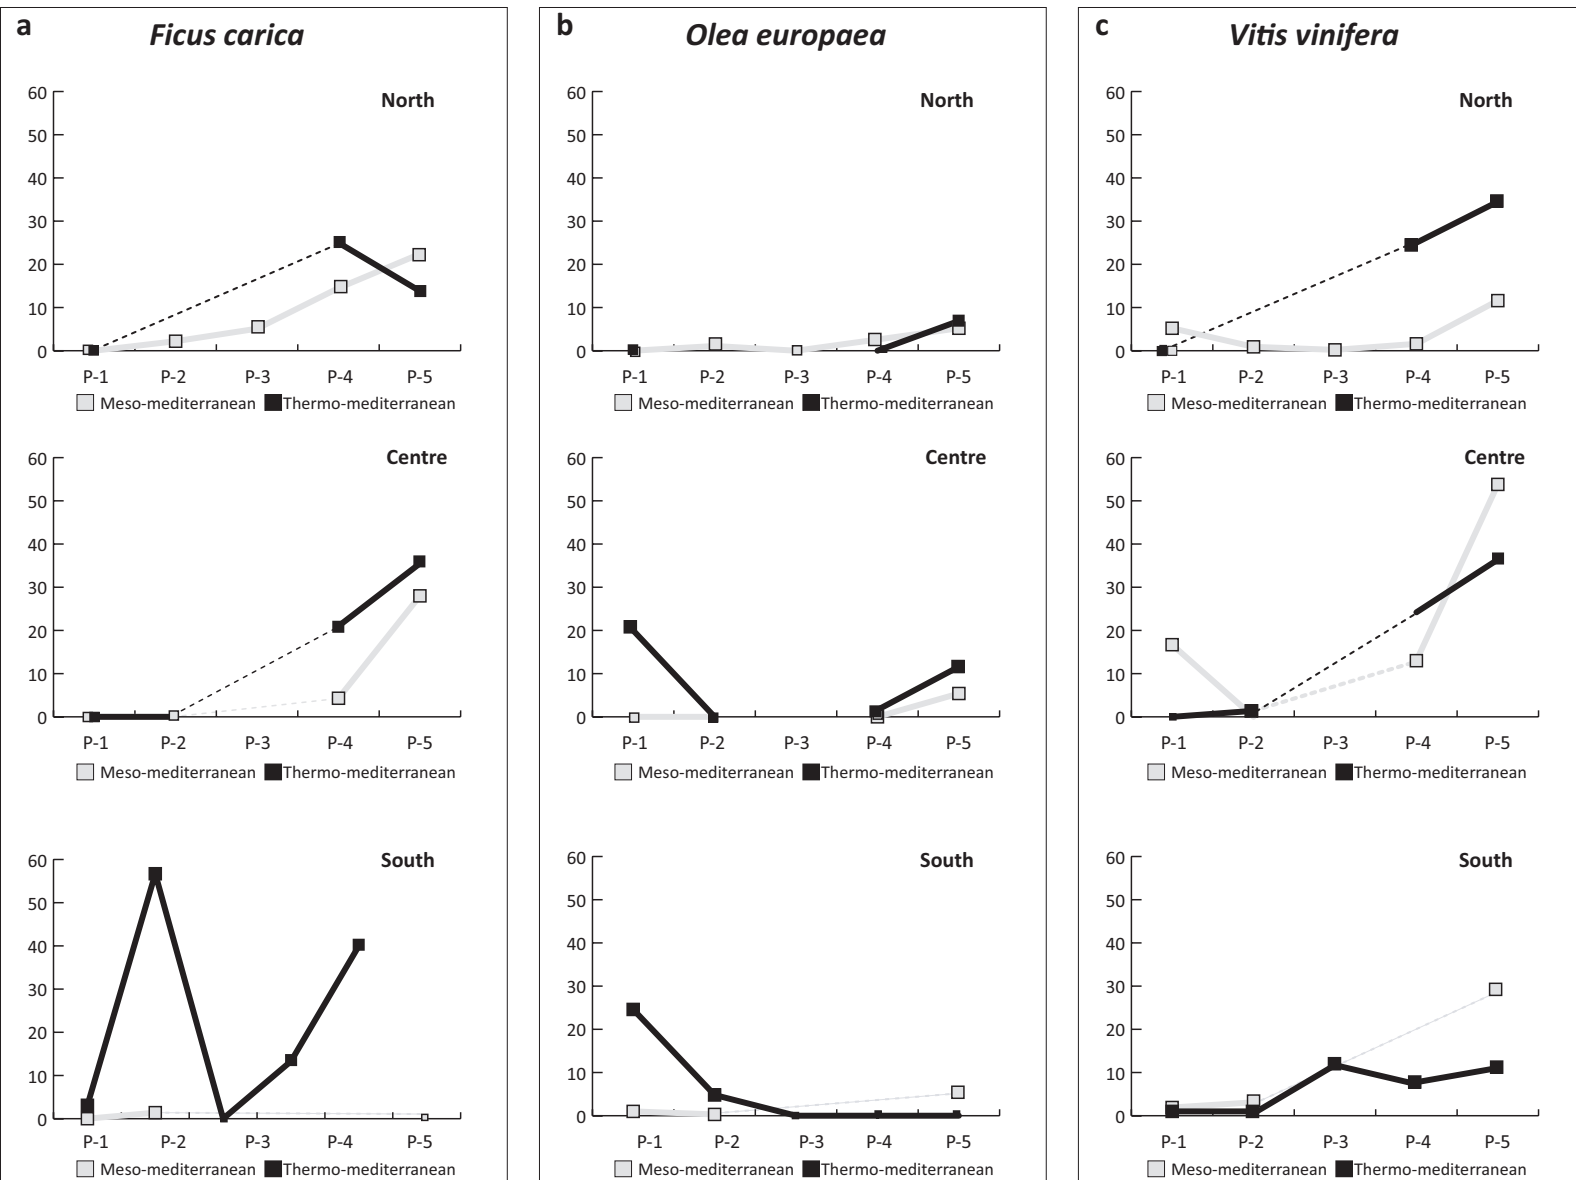 a Ficus carica
North
60
50
40
30
20
10
0
P-1 P-2 P-3 P-4 P-5
Meso-mediterranean Thermo-mediterranean
Centre
60
50
40
30
20
10
0
P-1 P-2 P-3 P-4 P-5
Meso-mediterranean Thermo-mediterranean
South
60
50
40
30
20
10
0
P-1 P-2 P-3 P-4 P-5
Meso-mediterranean Thermo-mediterranean
b Olea europaea
North
60
50
40
30
20
10
0
P-1 P-2 P-3 P-4 P-5
Meso-mediterranean Thermo-mediterranean
Centre
60
50
40
30
20
10
0
P-1 P-2 P-3 P-4 P-5
Meso-mediterranean Thermo-mediterranean
South
60
50
40
30
20
10
0
P-1 P-2 P-3 P-4 P-5
Meso-mediterranean Thermo-mediterranean
c Vitis vinifera
North
60
50
40
30
20
10
0
P-1 P-2 P-3 P-4 P-5
Meso-mediterranean Thermo-mediterranean
Centre
60
50
40
30
20
10
0
P-1 P-2 P-3 P-4 P-5
Meso-mediterranean Thermo-mediterranean
South
60
50
40
30
20
10
0
P-1 P-2 P-3 P-4 P-5
Meso-mediterranean Thermo-mediterranean